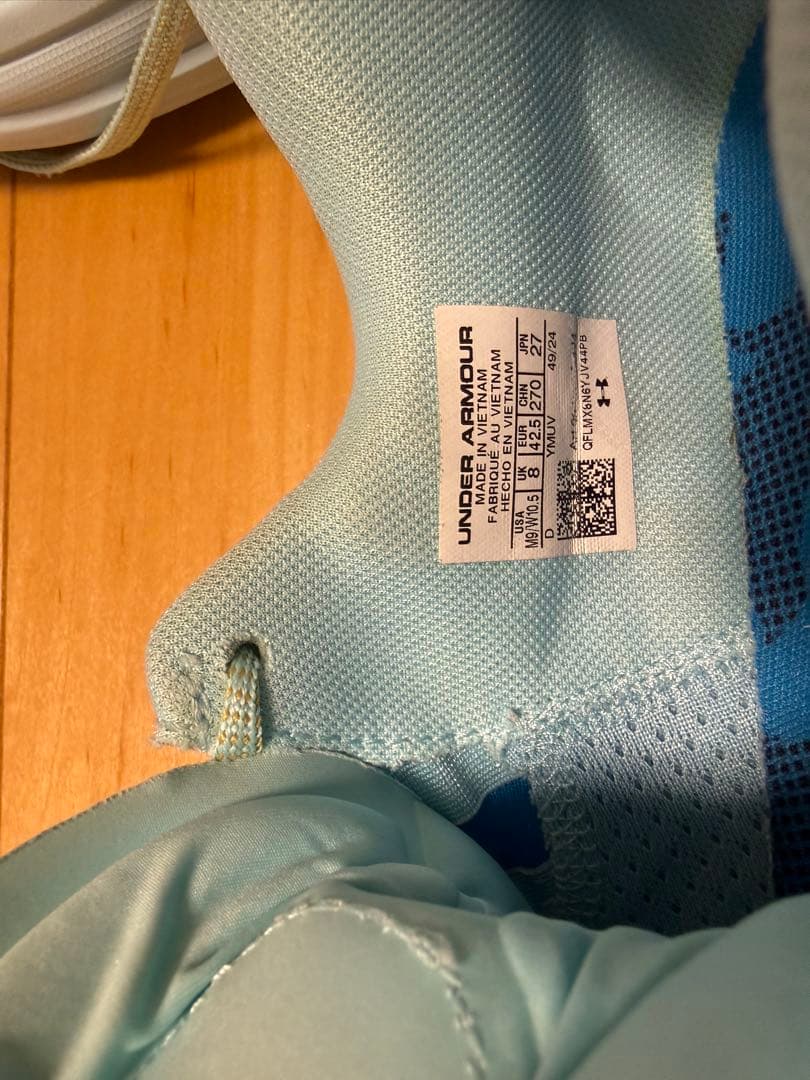 UNDER ARMOUR
MADE IN VIETNAM
FABRIQUÉ AU VIETNAM
HECHO EN VIETNAM
USA UK EUR CHN JPN
M9/W10.5 8 42.5 270 27
D YMUV 49/24
QFLMX6N6YJV44PB